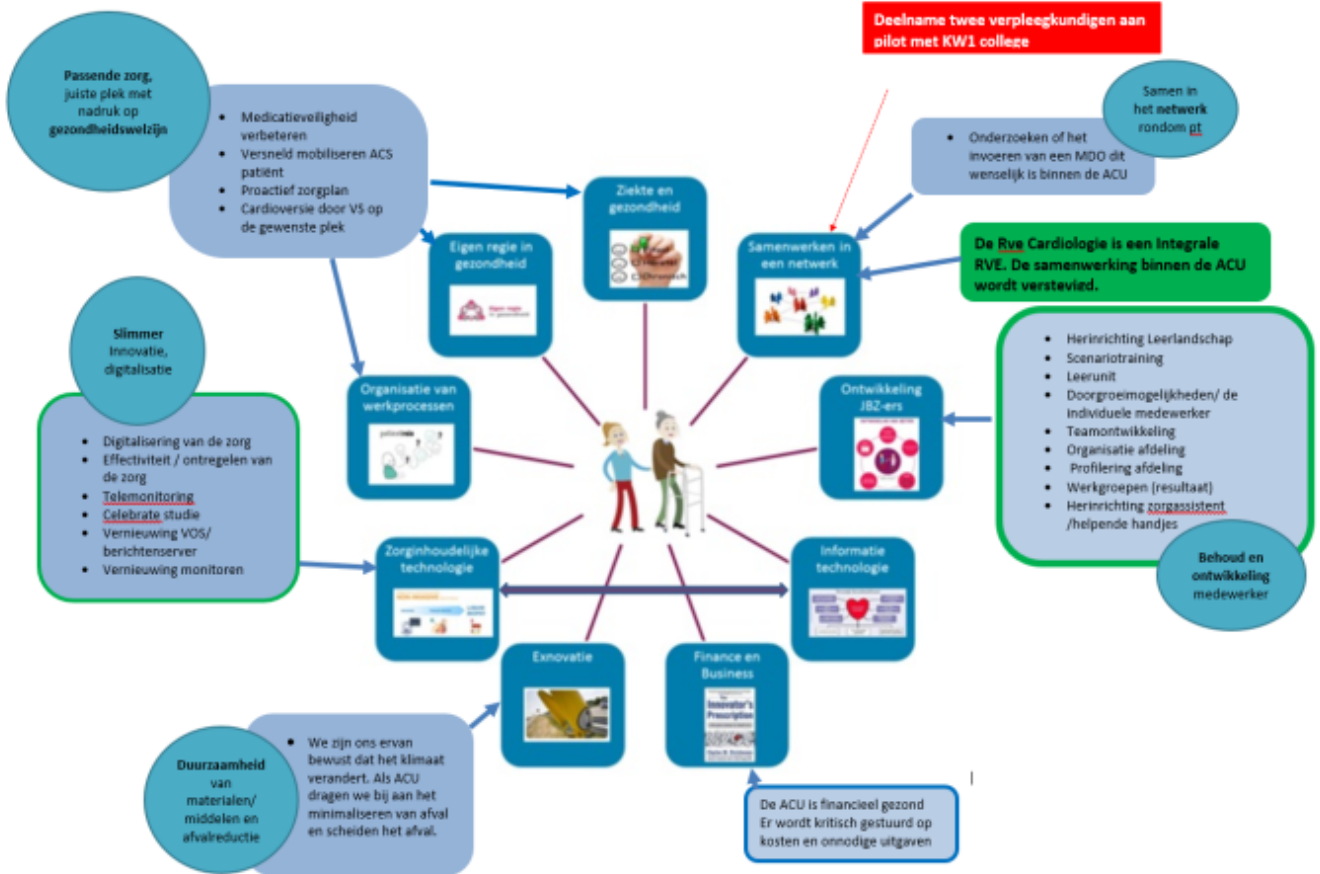 Deelname twee verpleegkundigen aan
pilot met KW1 college
Passende zorg,
juiste plek met
nadruk op
gezondheidswelzijn
• Medicatieveiligheid
verbeteren
• Versneld mobiliseren ACS
patiënt
• Proactief zorgplan
• Cardioversie door VS op
de gewenste plek
Samen in
het netwerk
rondom pt
• Onderzoeken of het
invoeren van een MDO dit
wenselijk is binnen de ACU
Ziekte en
gezondheid
Eigen regie in
gezondheid
Eigen regie
in gezondheid
Samenwerken in
een netwerk
De Rve Cardiologie is een Integrale
RVE. De samenwerking binnen de ACU
wordt verstevigd.
Slimmer
Innovatie,
digitalisatie
• Digitalisering van de zorg
• Effectiviteit / ontregelen van
de zorg
• Telemonitoring
• Celebrate studie
• Vernieuwing VOS/
berichtenserver
• Vernieuwing monitoren
Organisatie van
werkprocessen
Ontwikkeling
JBZ-ers
• Herinrichting Leerlandschap
• Scenariotraining
• Leerunit
• Doorgroeimogelijkheden/ de
individuele medewerker
• Teamontwikkeling
• Organisatie afdeling
• Profilering afdeling
• Werkgroepen (resultaat)
• Herinrichting zorgassistent
/helpende handjes
Behoud en
ontwikkeling
medewerker
Zorginhoudelijke
technologie
Informatie
technologie
Exnovatie
Finance en
Business
Innovator's
Prescription
Duurzaamheid
van
materialen/
middelen en
afvalreductie
• We zijn ons ervan
bewust dat het klimaat
verandert. Als ACU
dragen we bij aan het
minimaliseren van afval
en scheiden het afval.
De ACU is financieel gezond
Er wordt kritisch gestuurd op
kosten en onnodige uitgaven